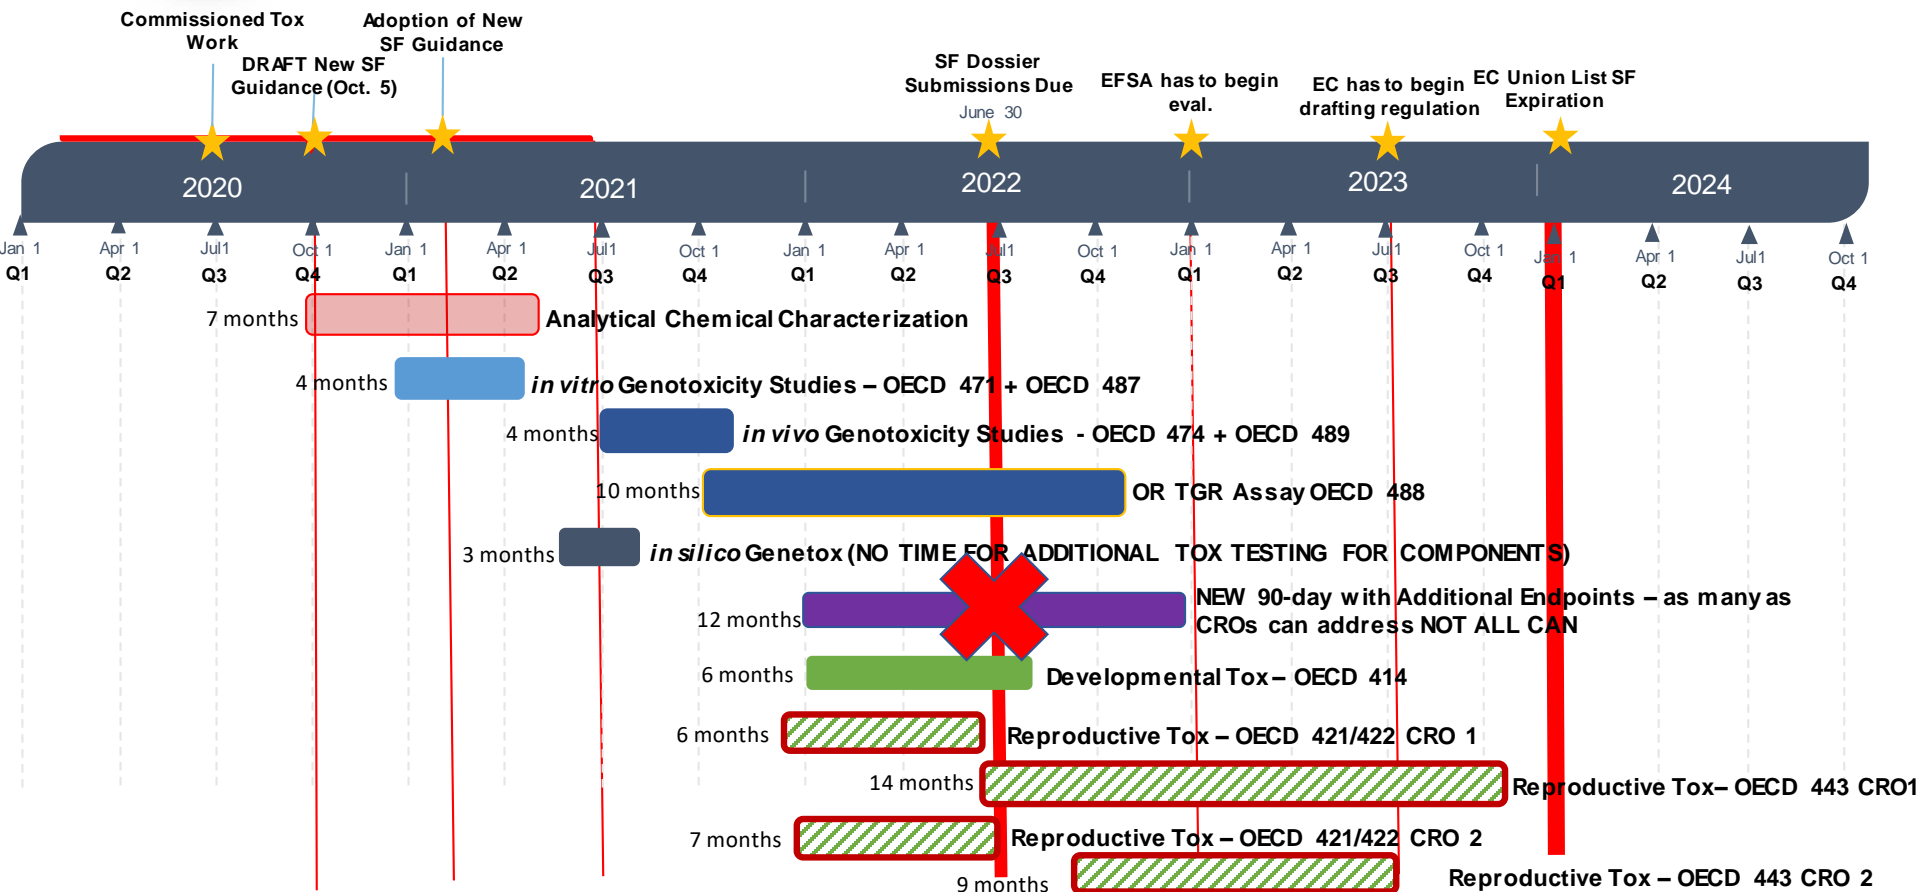 Commissioned Tox
Work
Adoption of New
SF Guidance
DRAFT New SF
Guidance (Oct. 5)
SF Dossier
Submissions Due
June 30
EFSA has to begin
eval.
EC has to begin
drafting regulation
EC Union List SF
Expiration
2020
2021
2022
2023
2024
Jan 1
Q1
Apr 1
Q2
Jul 1
Q3
Oct 1
Q4
Jan 1
Q1
Apr 1
Q2
Jul 1
Q3
Oct 1
Q4
Jan 1
Q1
Apr 1
Q2
Jul 1
Q3
Oct 1
Q4
Jan 1
Q1
Apr 1
Q2
Jul 1
Q3
Oct 1
Q4
Jan 1
Q1
Apr 1
Q2
Jul 1
Q3
Oct 1
Q4
7 months
Analytical Chemical Characterization
4 months
in vitro Genotoxicity Studies – OECD 471 + OECD 487
4 months
in vivo Genotoxicity Studies - OECD 474 + OECD 489
10 months
OR TGR Assay OECD 488
3 months
in silico Genetox (NO TIME FOR ADDITIONAL TOX TESTING FOR COMPONENTS)
12 months
NEW 90-day with Additional Endpoints – as many as
CROs can address NOT ALL CAN
6 months
Developmental Tox – OECD 414
6 months
Reproductive Tox – OECD 421/422 CRO 1
14 months
Reproductive Tox – OECD 443 CRO1
7 months
Reproductive Tox – OECD 421/422 CRO 2
9 months
Reproductive Tox – OECD 443 CRO 2